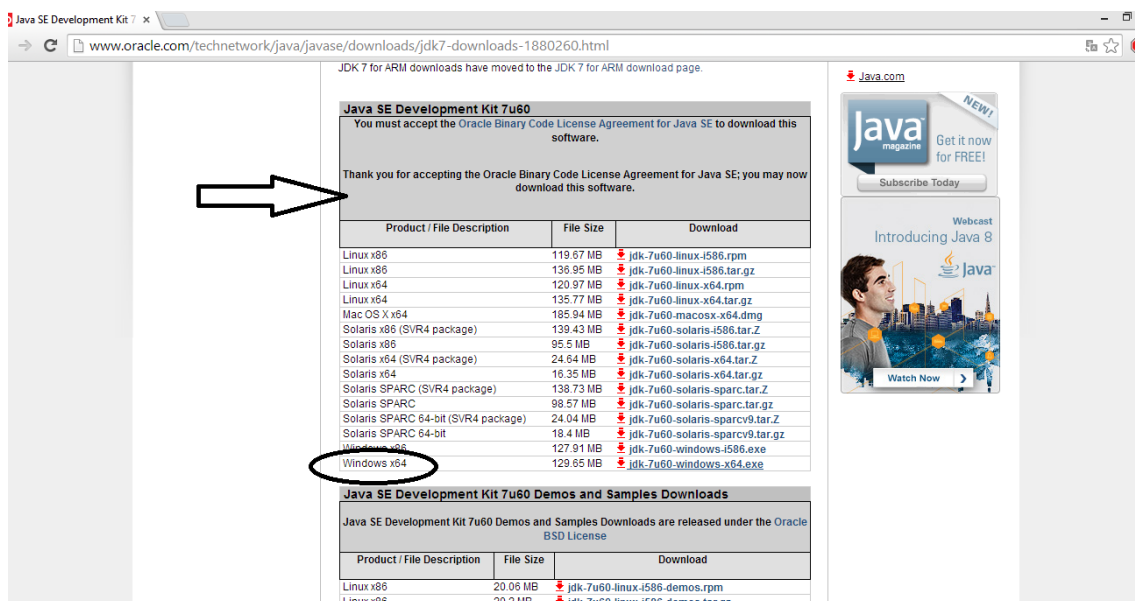 Java SE Development Kit 7
www.oracle.com/technetwork/java/javase/downloads/jdk7-downloads-1880260.html
JDK 7 for ARM downloads have moved to the JDK 7 for ARM download page.
Java SE Development Kit 7u60
You must accept the Oracle Binary Code License Agreement for Java SE to download this
software.
Thank you for accepting the Oracle Binary Code License Agreement for Java SE; you may now
download this software.
Product / File Description File Size Download
Linux x86 119.67 MB jdk-7u60-linux-i586.rpm
Linux x86 136.95 MB jdk-7u60-linux-i586.tar.gz
Linux x64 120.97 MB jdk-7u60-linux-x64.rpm
Linux x64 135.77 MB jdk-7u60-linux-x64.tar.gz
Mac OS X x64 185.94 MB jdk-7u60-macosx-x64.dmg
Solaris x86 (SVR4 package) 139.43 MB jdk-7u60-solaris-i586.tar.Z
Solaris x86 95.5 MB jdk-7u60-solaris-i586.tar.gz
Solaris x64 (SVR4 package) 24.64 MB jdk-7u60-solaris-x64.tar.Z
Solaris x64 16.35 MB jdk-7u60-solaris-x64.tar.gz
Solaris SPARC (SVR4 package) 138.73 MB jdk-7u60-solaris-sparc.tar.Z
Solaris SPARC 98.57 MB jdk-7u60-solaris-sparc.tar.gz
Solaris SPARC 64-bit (SVR4 package) 24.04 MB jdk-7u60-solaris-sparcv9.tar.Z
Solaris SPARC 64-bit 18.4 MB jdk-7u60-solaris-sparcv9.tar.gz
Windows x86 127.91 MB jdk-7u60-windows-i586.exe
Windows x64 129.65 MB jdk-7u60-windows-x64.exe
Java SE Development Kit 7u60 Demos and Samples Downloads
Java SE Development Kit 7u60 Demos and Samples Downloads are released under the Oracle
BSD License
Product / File Description File Size Download
Linux x86 20.06 MB jdk-7u60-linux-i586-demos.rpm
Java.com
NEW!
Java
magazine
Get it now
for FREE!
Subscribe Today
Webcast
Introducing Java 8
Java
Watch Now